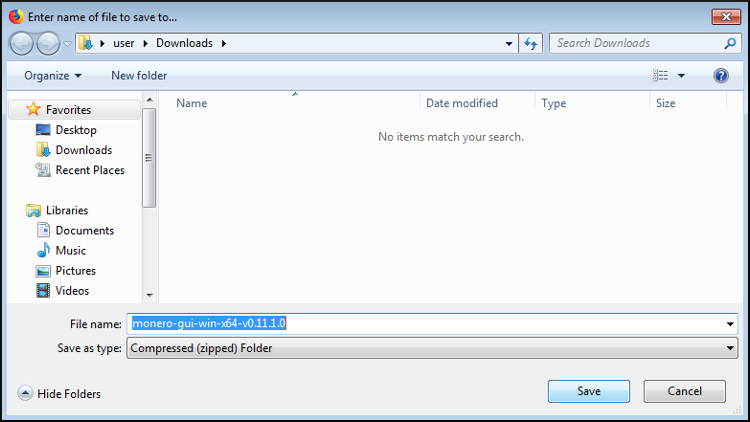 Enter name of file to save to...
user Downloads
Search Downloads
Organize New folder
Name Date modified Type Size
No items match your search.
Favorites
Desktop
Downloads
Recent Places
Libraries
Documents
Music
Pictures
Videos
File name: monero-gui-win-x64-v0.11.1.0
Save as type: Compressed (zipped) Folder
Hide Folders Save Cancel